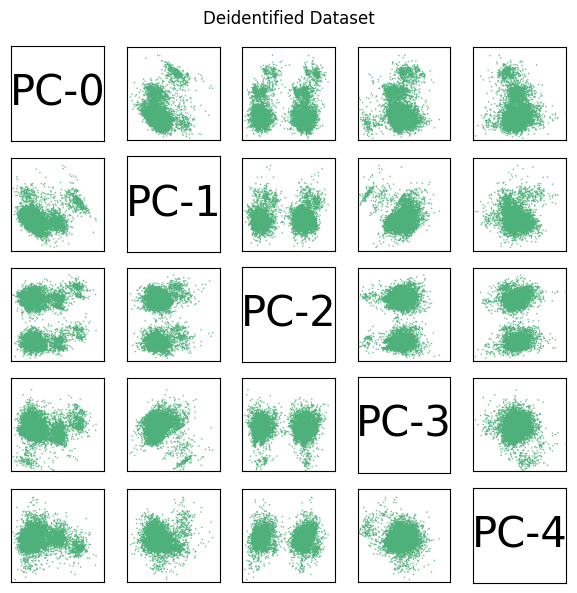 Deidentified Dataset
PC-0
PC-1
PC-2
PC-3
PC-4